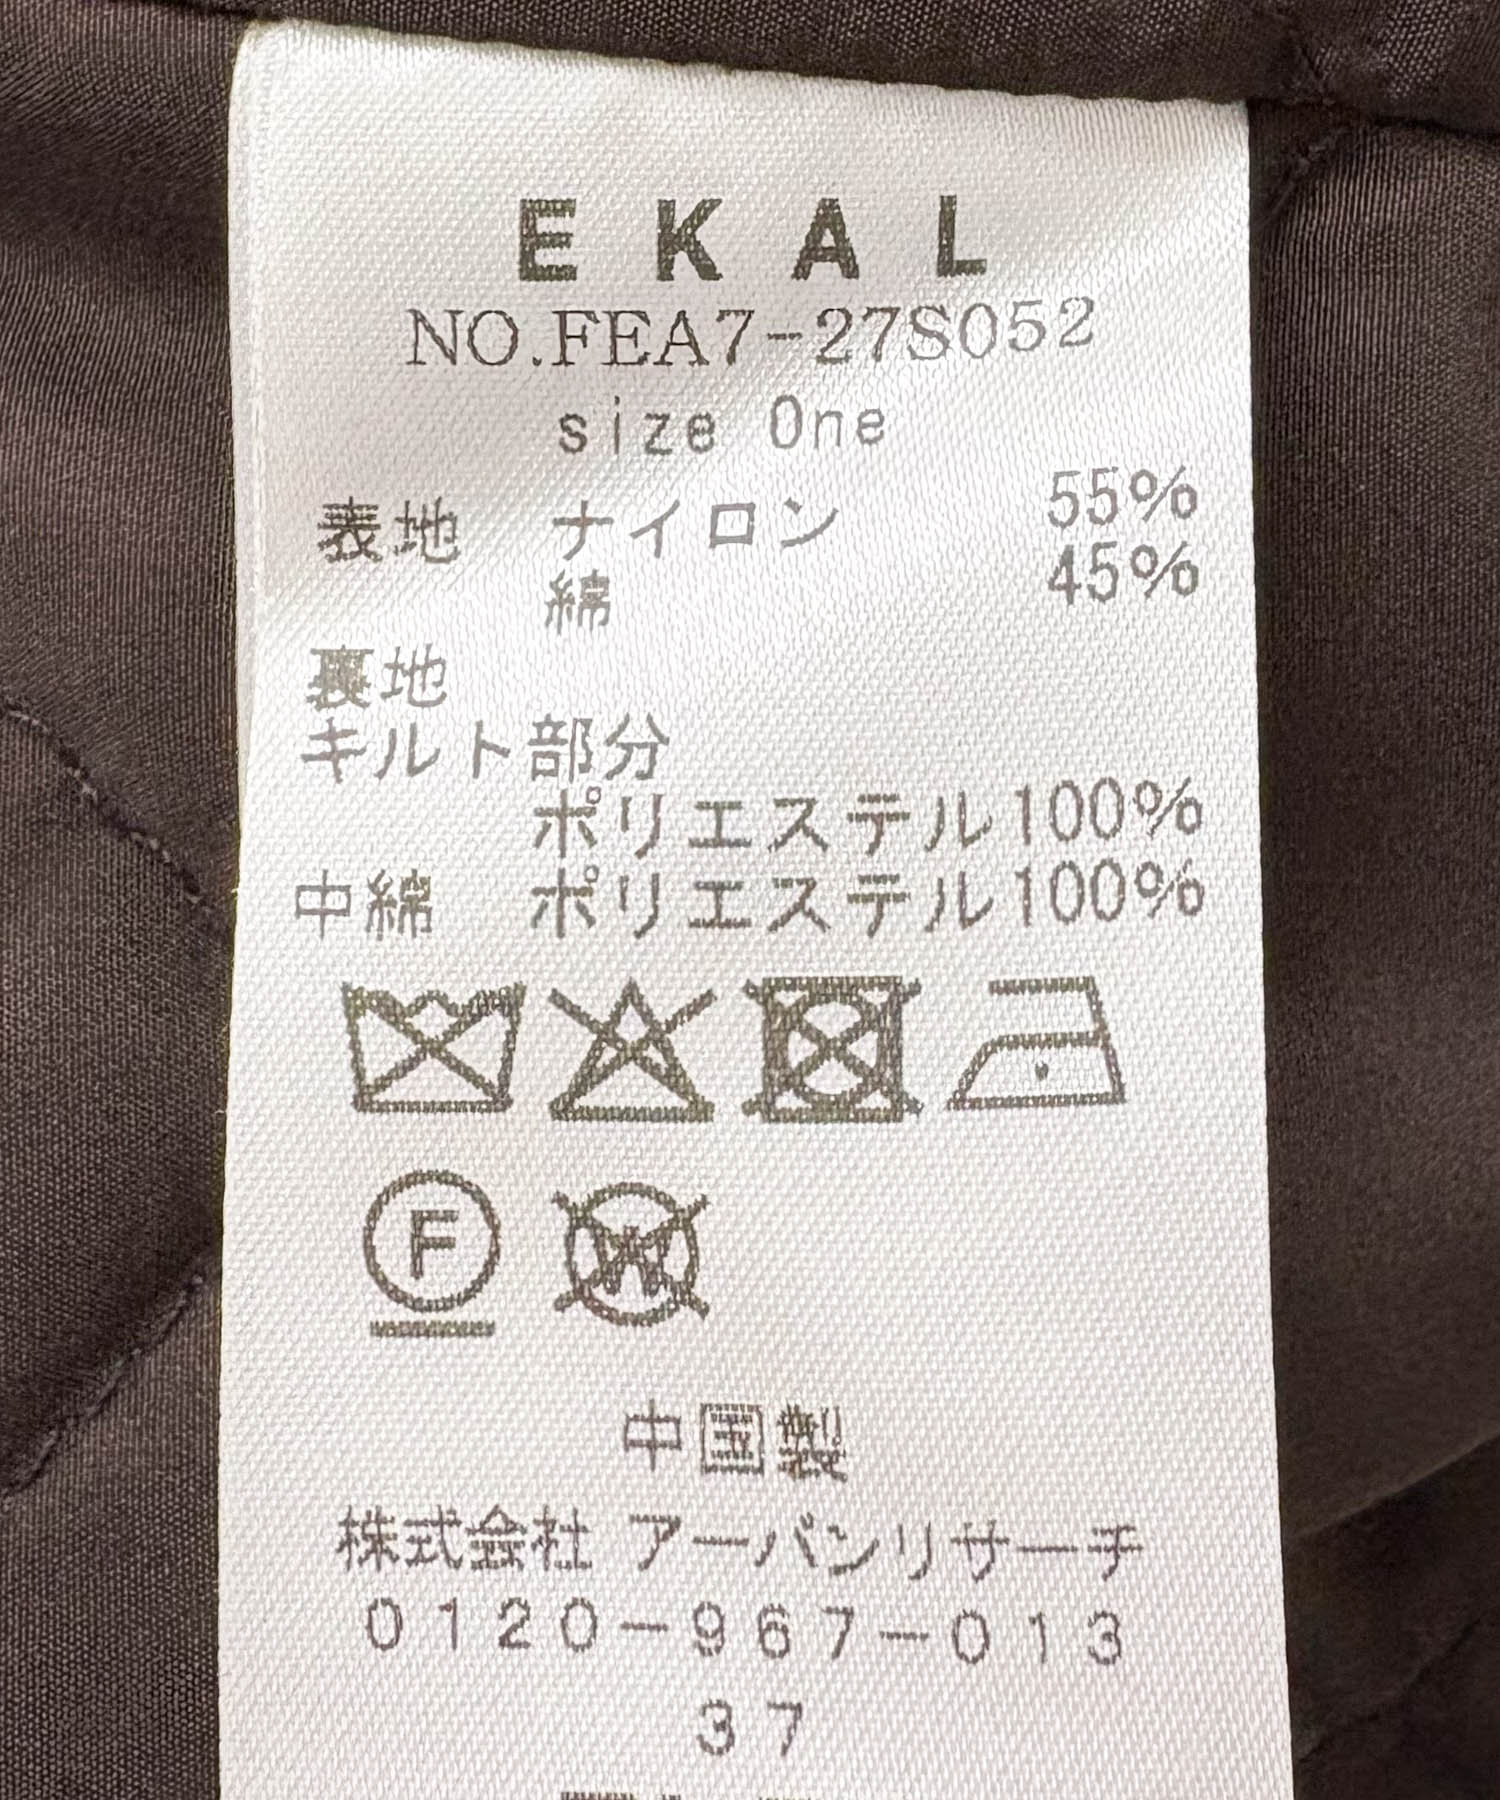 EKAL
NO.FEA7-27S052
size One
表地 ナイロン 55%
綿 45%
裏地
キルト部分
ポリエステル100%
中綿 ポリエステル100%
F
W
中国製
株式会社 アーバンリサーチ
0120-967-013
37